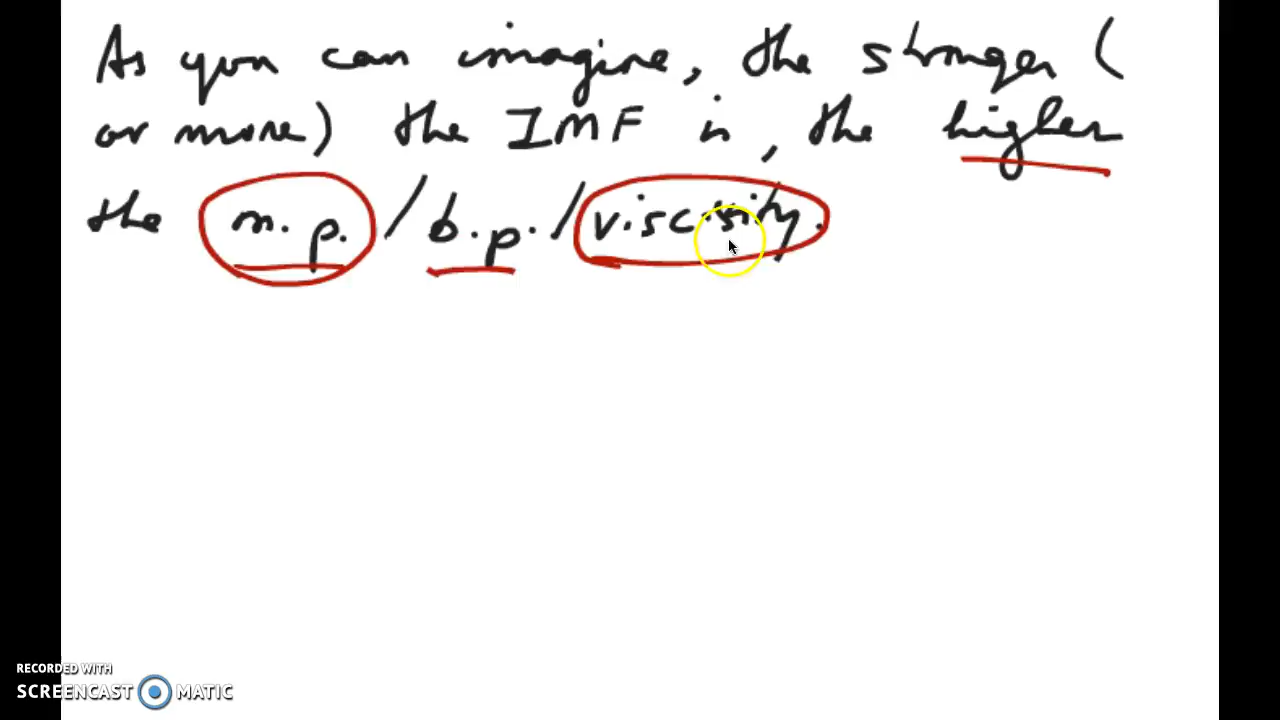 As you can imagine, the stronger (
or more) the IMF is, the higher
the m.p. / b.p. / viscosity.
RECORDED WITH
SCREENCAST MATIC